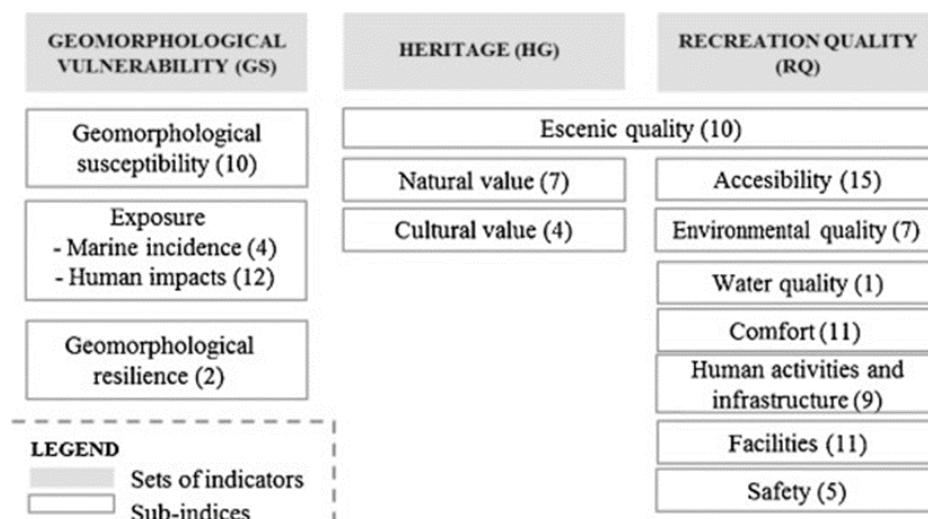 GEOMORPHOLOGICAL
VULNERABILITY (GS)
Geomorphological
susceptibility (10)
Exposure
- Marine incidence (4)
- Human impacts (12)
Geomorphological
resilience (2)
HERITAGE (HG)
RECREATION QUALITY
(RQ)
Escenic quality (10)
Natural value (7)
Cultural value (4)
Accesibility (15)
Environmental quality (7)
Water quality (1)
Comfort (11)
Human activities and
infrastructure (9)
Facilities (11)
Safety (5)
LEGEND
Sets of indicators
Sub-indices